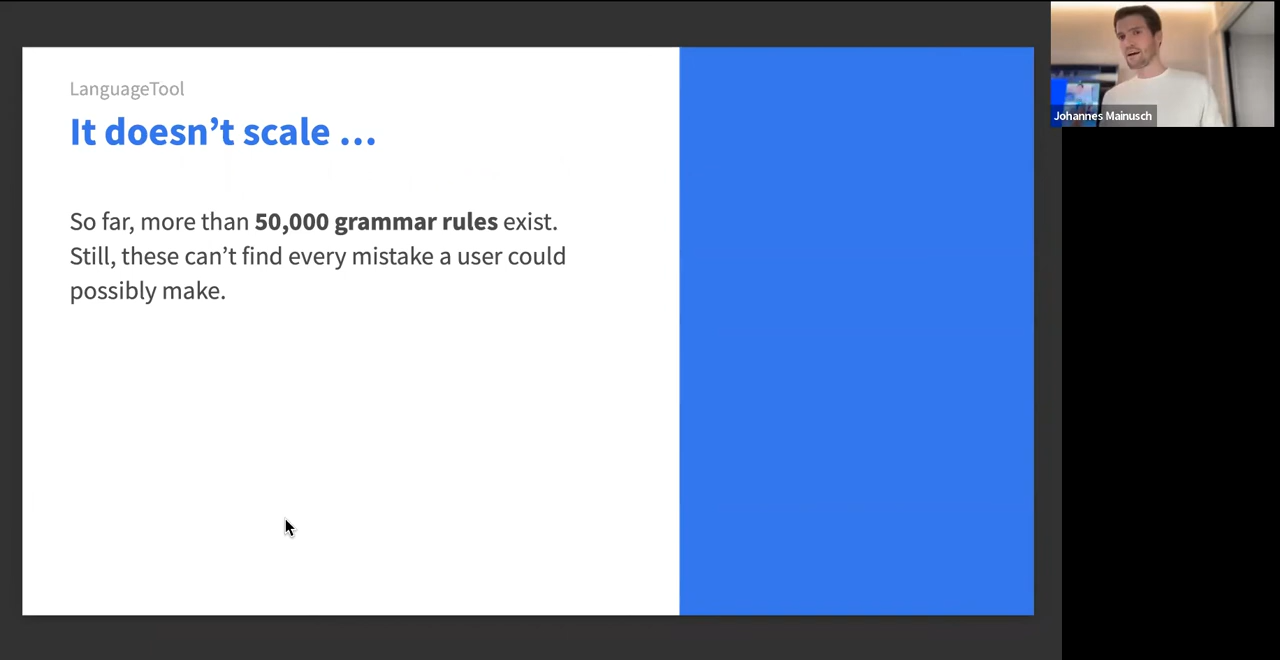 LanguageTool
It doesn’t scale …
So far, more than 50,000 grammar rules exist.
Still, these can’t find every mistake a user could
possibly make.
Johannes Mainusch